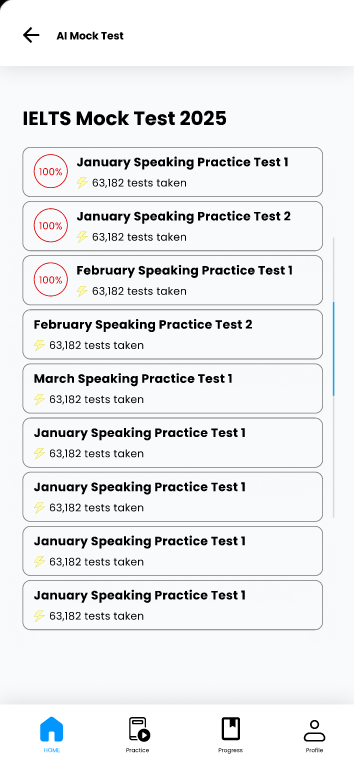 AI Mock Test
IELTS Mock Test 2025
100%
January Speaking Practice Test 1
63,182 tests taken
100%
January Speaking Practice Test 2
63,182 tests taken
100%
February Speaking Practice Test 1
63,182 tests taken
February Speaking Practice Test 2
63,182 tests taken
March Speaking Practice Test 1
63,182 tests taken
January Speaking Practice Test 1
63,182 tests taken
January Speaking Practice Test 1
63,182 tests taken
January Speaking Practice Test 1
63,182 tests taken
January Speaking Practice Test 1
63,182 tests taken
HOME
Practice
Progress
Profile